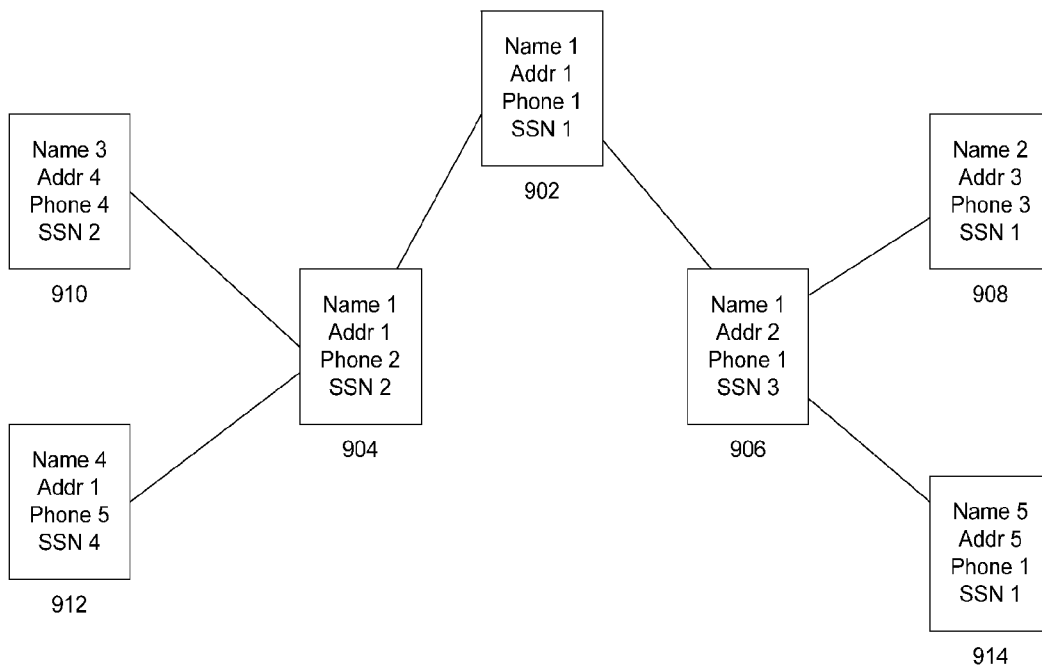 Name 1
Addr 1
Phone 1
SSN 1
902
Name 3
Addr 4
Phone 4
SSN 2
910
Name 2
Addr 3
Phone 3
SSN 1
908
Name 1
Addr 1
Phone 2
SSN 2
904
Name 1
Addr 2
Phone 1
SSN 3
906
Name 4
Addr 1
Phone 5
SSN 4
912
Name 5
Addr 5
Phone 1
SSN 1
914